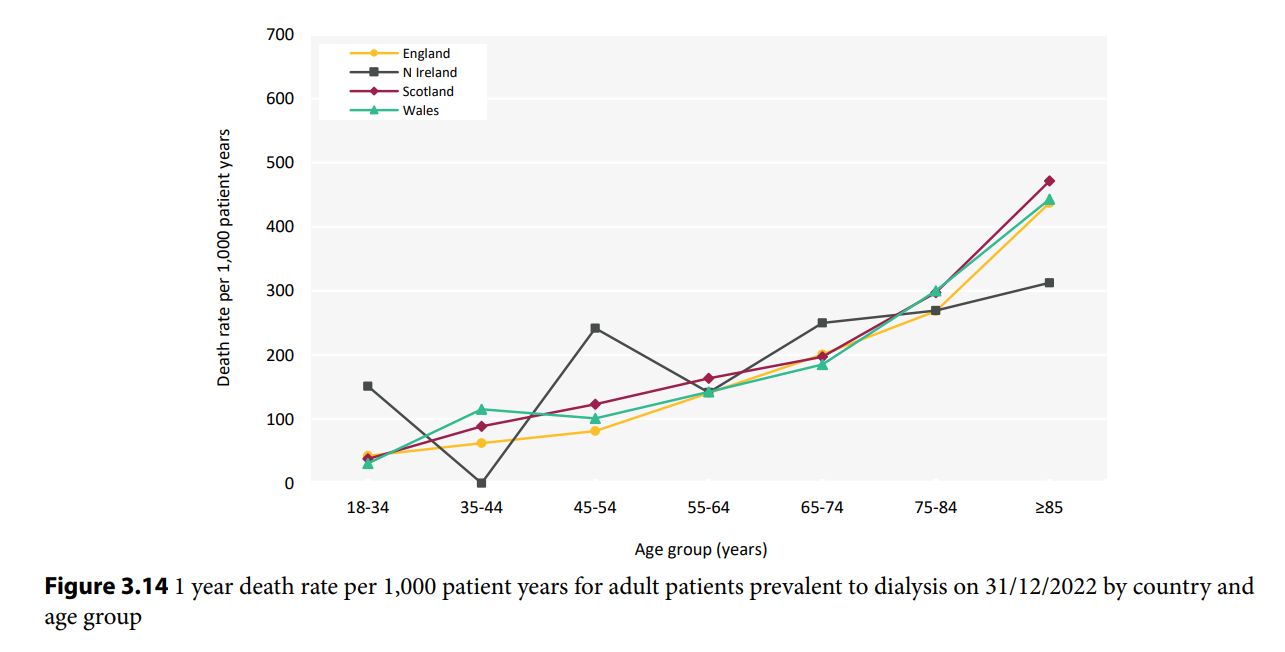 700
600
500
400
300
200
100
0
Death rate per 1,000 patient years
England
N Ireland
Scotland
Wales
18-34 35-44 45-54 55-64 65-74 75-84 ≥85
Age group (years)
Figure 3.14 1 year death rate per 1,000 patient years for adult patients prevalent to dialysis on 31/12/2022 by country and
age group